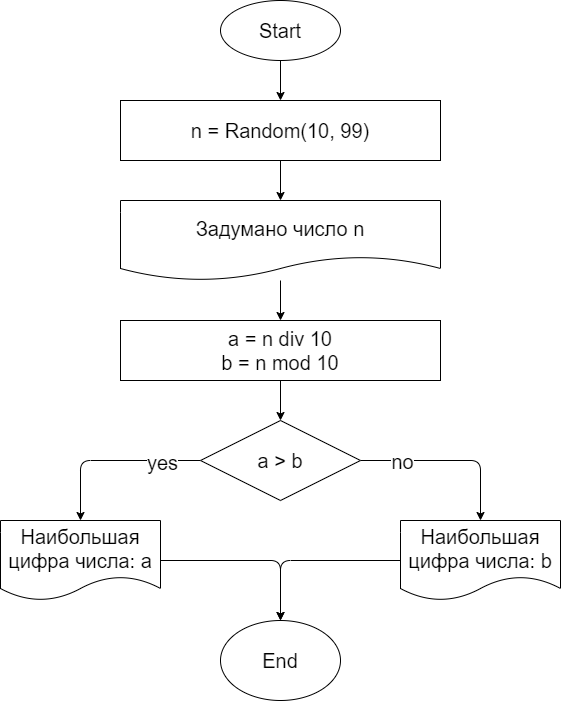 Start
n = Random(10, 99)
Задумано число n
a = n div 10
b = n mod 10
a > b
yes
no
Наибольшая
цифра числа: a
Наибольшая
цифра числа: b
End